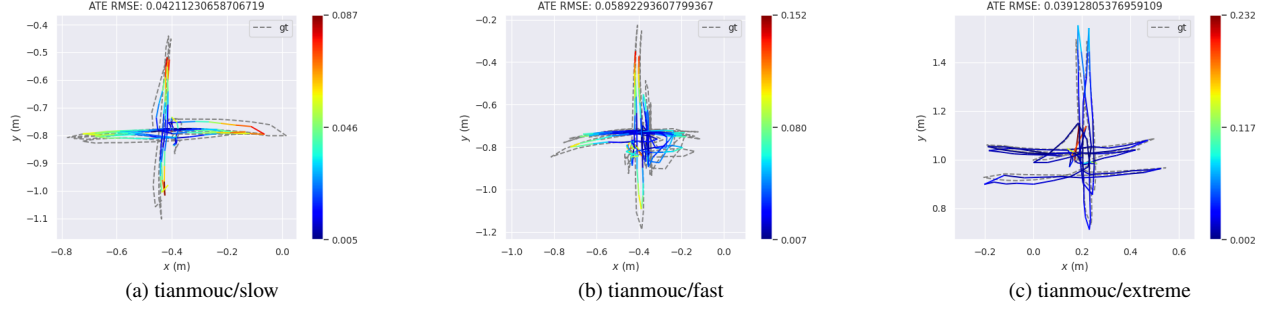 ATE RMSE: 0.04211230658706719
gt
0.087
0.046
0.005
−0.4
−0.5
−0.6
−0.7
−0.8
−0.9
−1.0
−1.1
y (m)
−0.8
−0.6
−0.4
−0.2
0.0
x (m)
(a) tianmouc/slow
ATE RMSE: 0.05892293607799367
gt
0.152
0.080
0.007
−0.2
−0.4
−0.6
−0.8
−1.0
−1.2
y (m)
−1.0
−0.8
−0.6
−0.4
−0.2
0.0
x (m)
(b) tianmouc/fast
ATE RMSE: 0.03912805376959109
gt
0.232
0.117
0.002
1.4
1.2
1.0
0.8
y (m)
−0.2
0.0
0.2
0.4
0.6
x (m)
(c) tianmouc/extreme